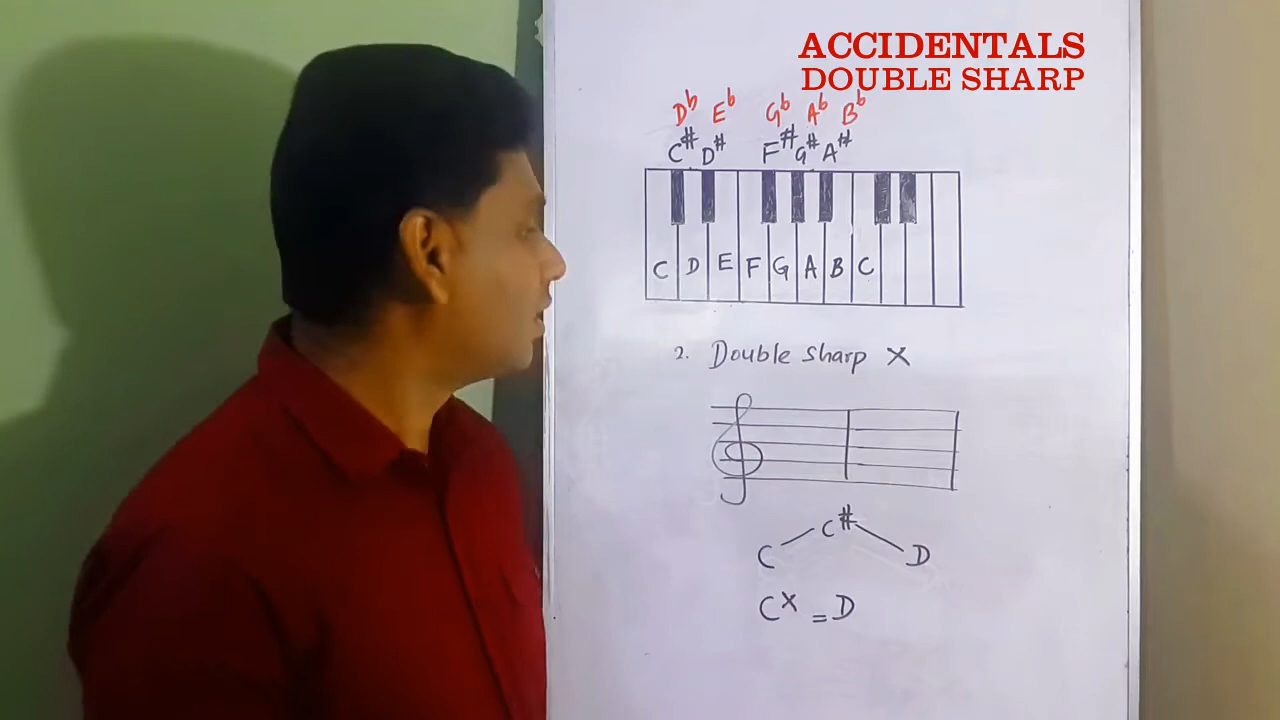 ACCIDENTALS
DOUBLE SHARP
D♭ E♭ G♭ A♭ B♭
C# D# F# G# A#
C D E F G A B C
2. Double sharp X
C#
C D
Cx = D